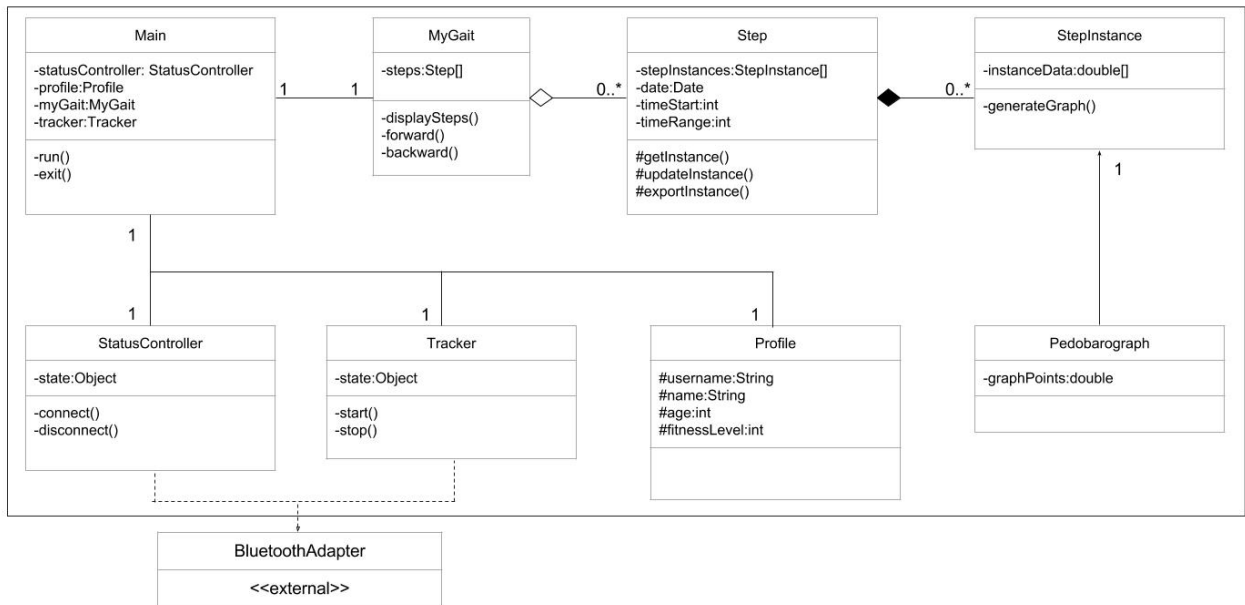 Main
-statusController: StatusController
-profile:Profile
-myGait:MyGait
-tracker:Tracker
-run()
-exit()
1
1
MyGait
-steps:Step[]
-displaySteps()
-forward()
-backward()
0..*
Step
-stepInstances:StepInstance[]
-date:Date
-timeStart:int
-timeRange:int
#getInstance()
#updateInstance()
#exportInstance()
0..*
StepInstance
-instanceData:double[]
-generateGraph()
1
1
1
1
1
StatusController
-state:Object
-connect()
-disconnect()
Tracker
-state:Object
-start()
-stop()
Profile
#username:String
#name:String
#age:int
#fitnessLevel:int
Pedobarograph
-graphPoints:double
BluetoothAdapter
<<external>>